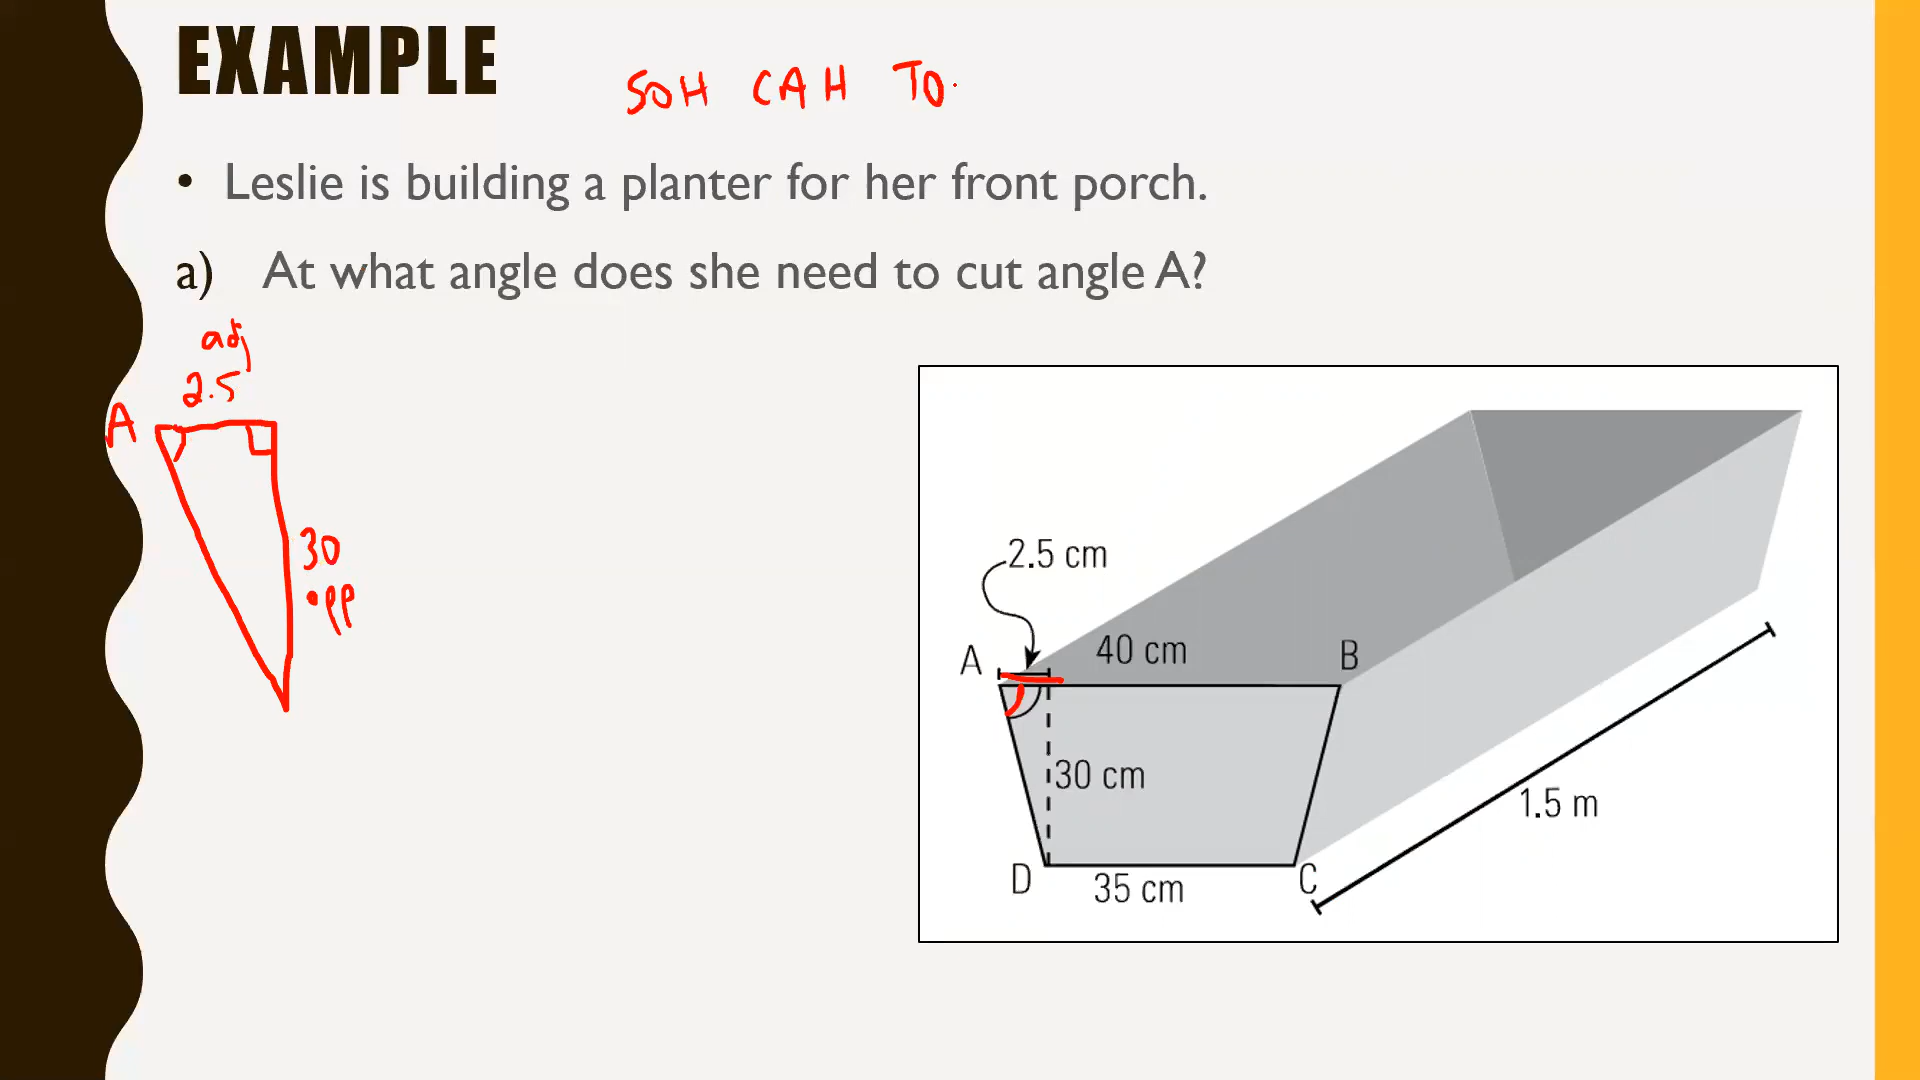 EXAMPLE
SOH CAH TO
• Leslie is building a planter for her front porch.
a) At what angle does she need to cut angle A?
adj
2.5
A
30
opp
2.5 cm
A
40 cm
B
30 cm
1.5 m
D
35 cm
C